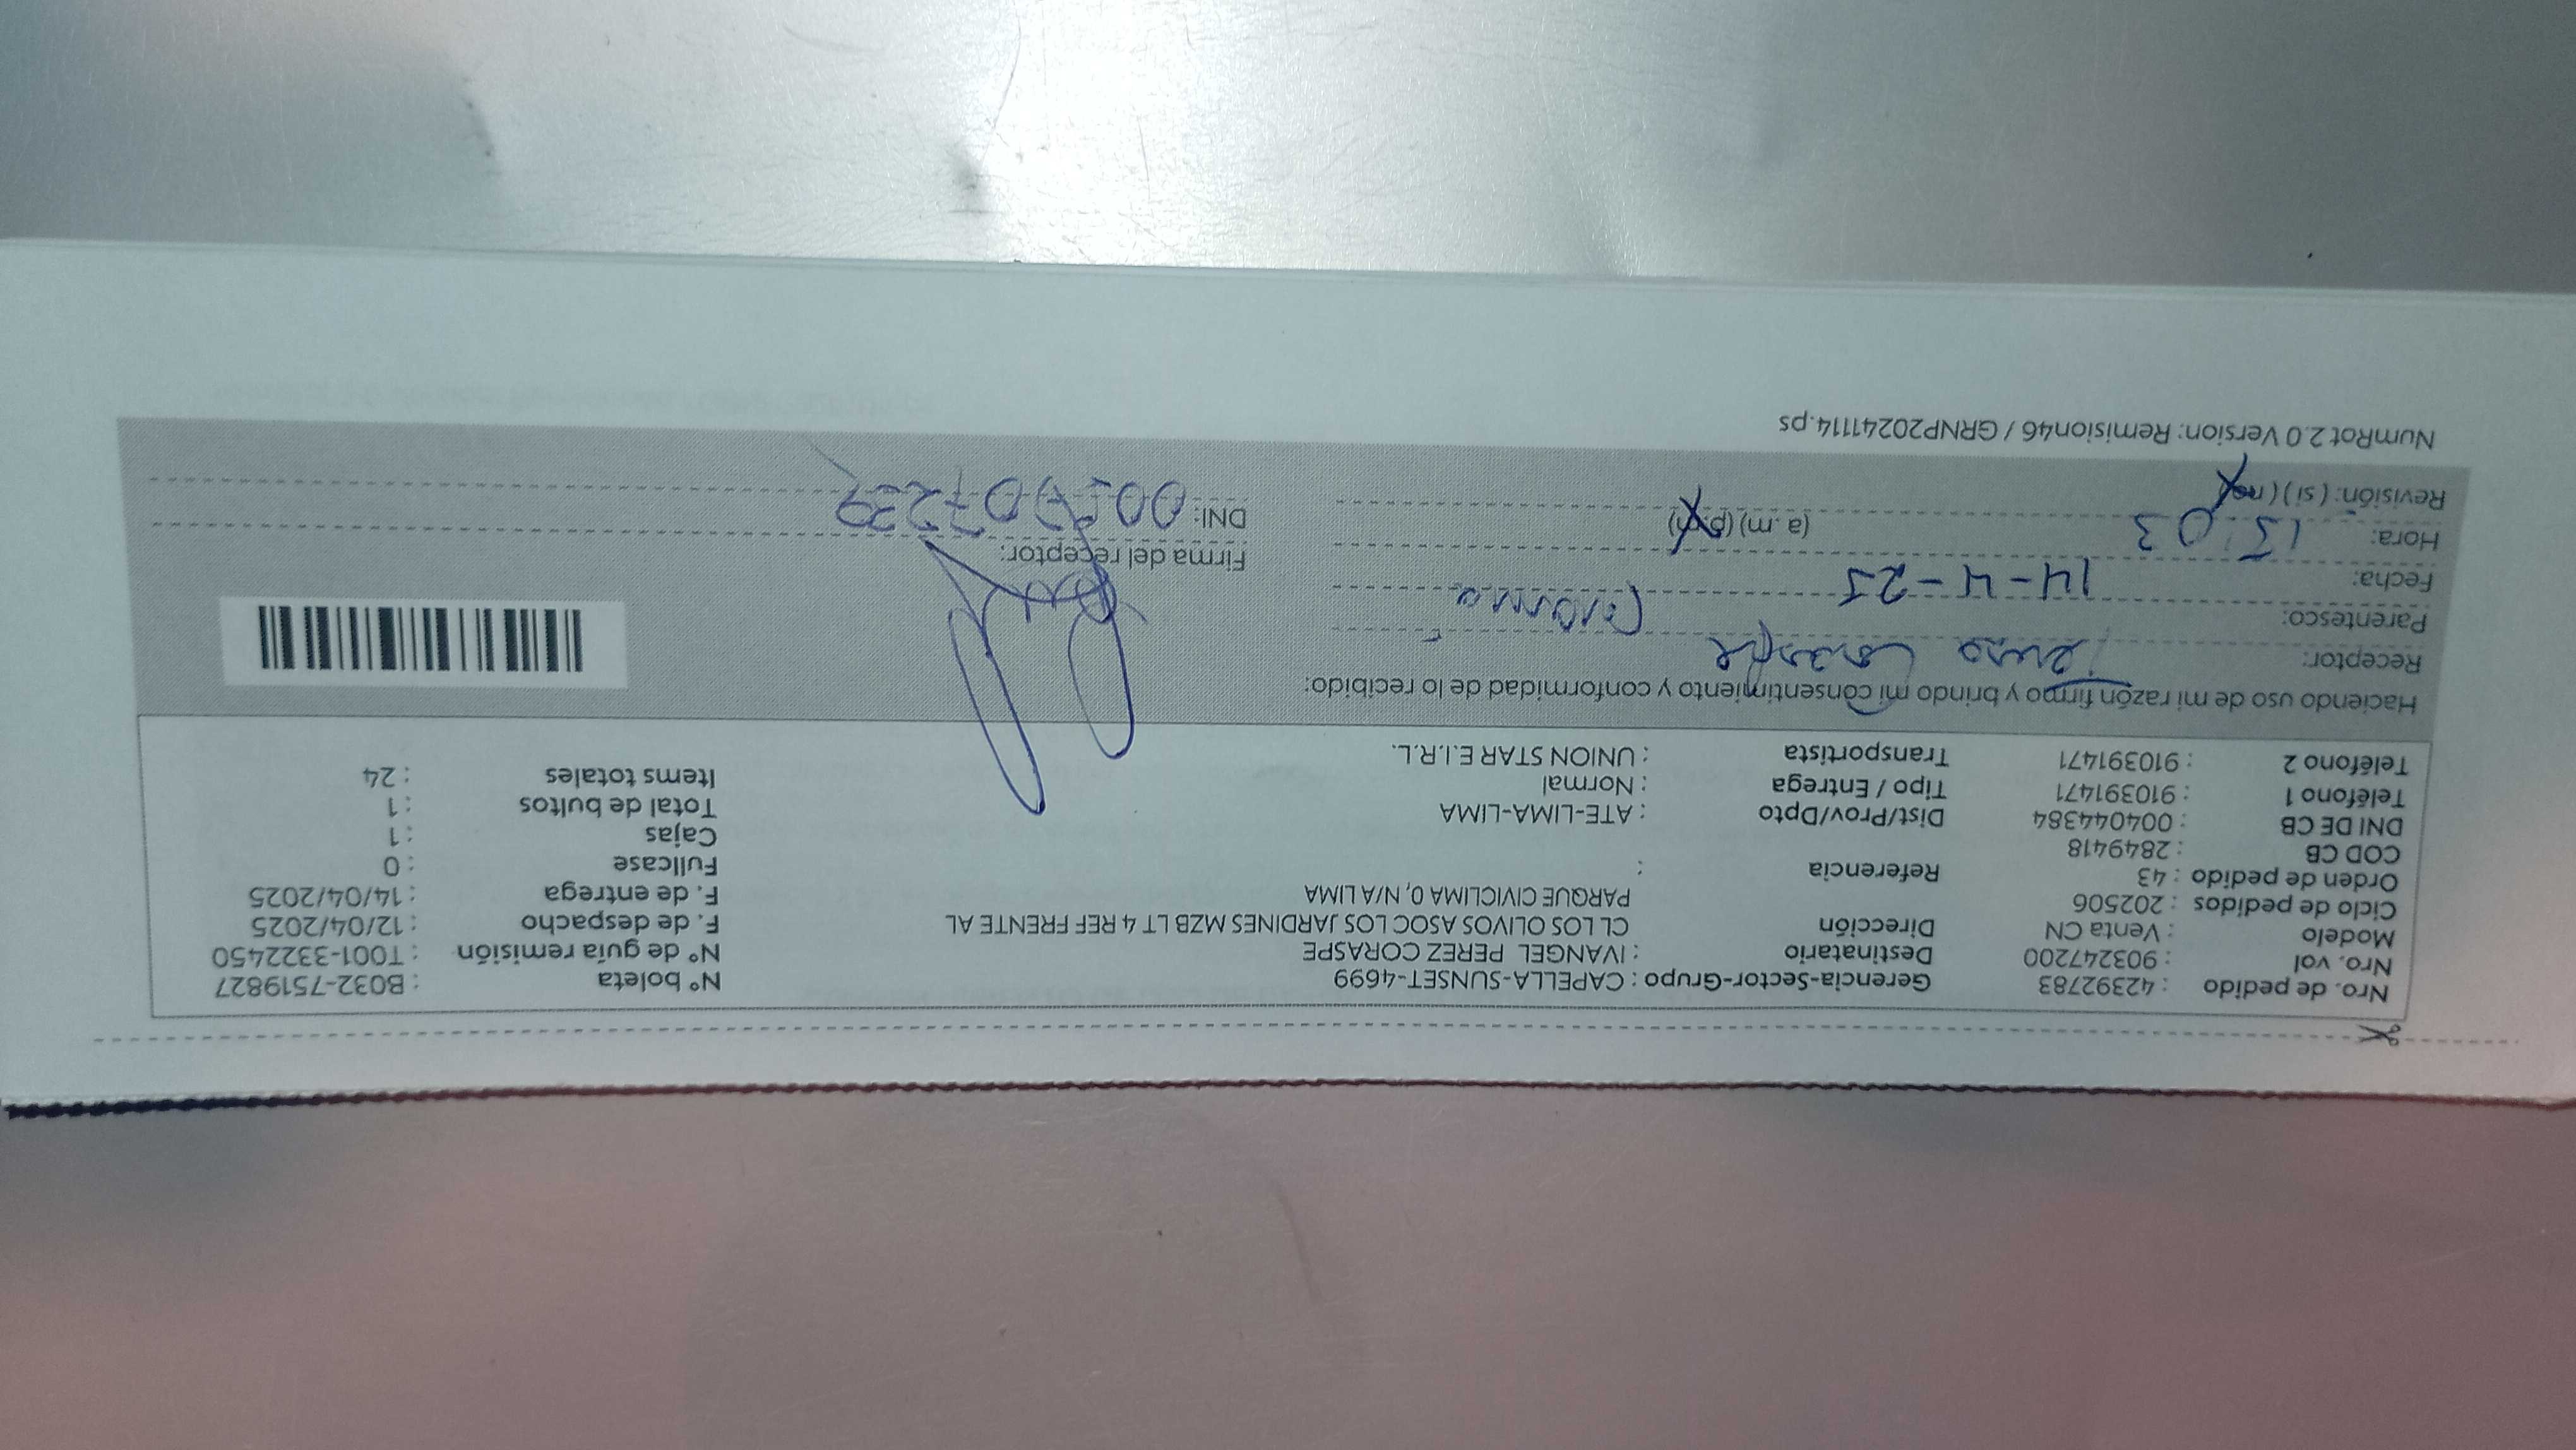 Nro. de pedido : 42392783 Gerencia-Sector-Grupo : CAPELLA-SUNSET-4699 N° boleta : B032-7519827
Nro. vol : 903247200 Destinatario : IVANGEL PEREZ CORASPE N° de guía remisión : T001-3322450
Modelo : Venta CN Dirección CL LOS OLIVOS ASOC LOS JARDINES MZB LT 4 REF FRENTE AL F. de despacho : 12/04/2025
Ciclo de pedidos : 202506 PARQUE CIVICLIMA 0, N/A LIMA F. de entrega : 14/04/2025
Orden de pedido : 43 Referencia : Fullcase : 0
COD CB : 2849418 Cajas : 1
DNI DE CB : 004044384 Dist/Prov/Dpto : ATE-LIMA-LIMA Total de bultos : 1
Teléfono 1 : 910391471 Tipo / Entrega : Normal Items totales : 24
Teléfono 2 : 910391471 Transportista : UNION STAR E.I.R.L.
Haciendo uso de mi razón firmo y brindo mi consentimiento y conformidad de lo recibido:
Receptor: Coraspe
Parentesco:
Fecha: 14-4-25
Hora: 15:03 (a.m) (p.m) Firma del receptor:
Revisión: (si) (no) DNI:
NumRot 2.0 Version: Remision46 / GRNP20241114.ps